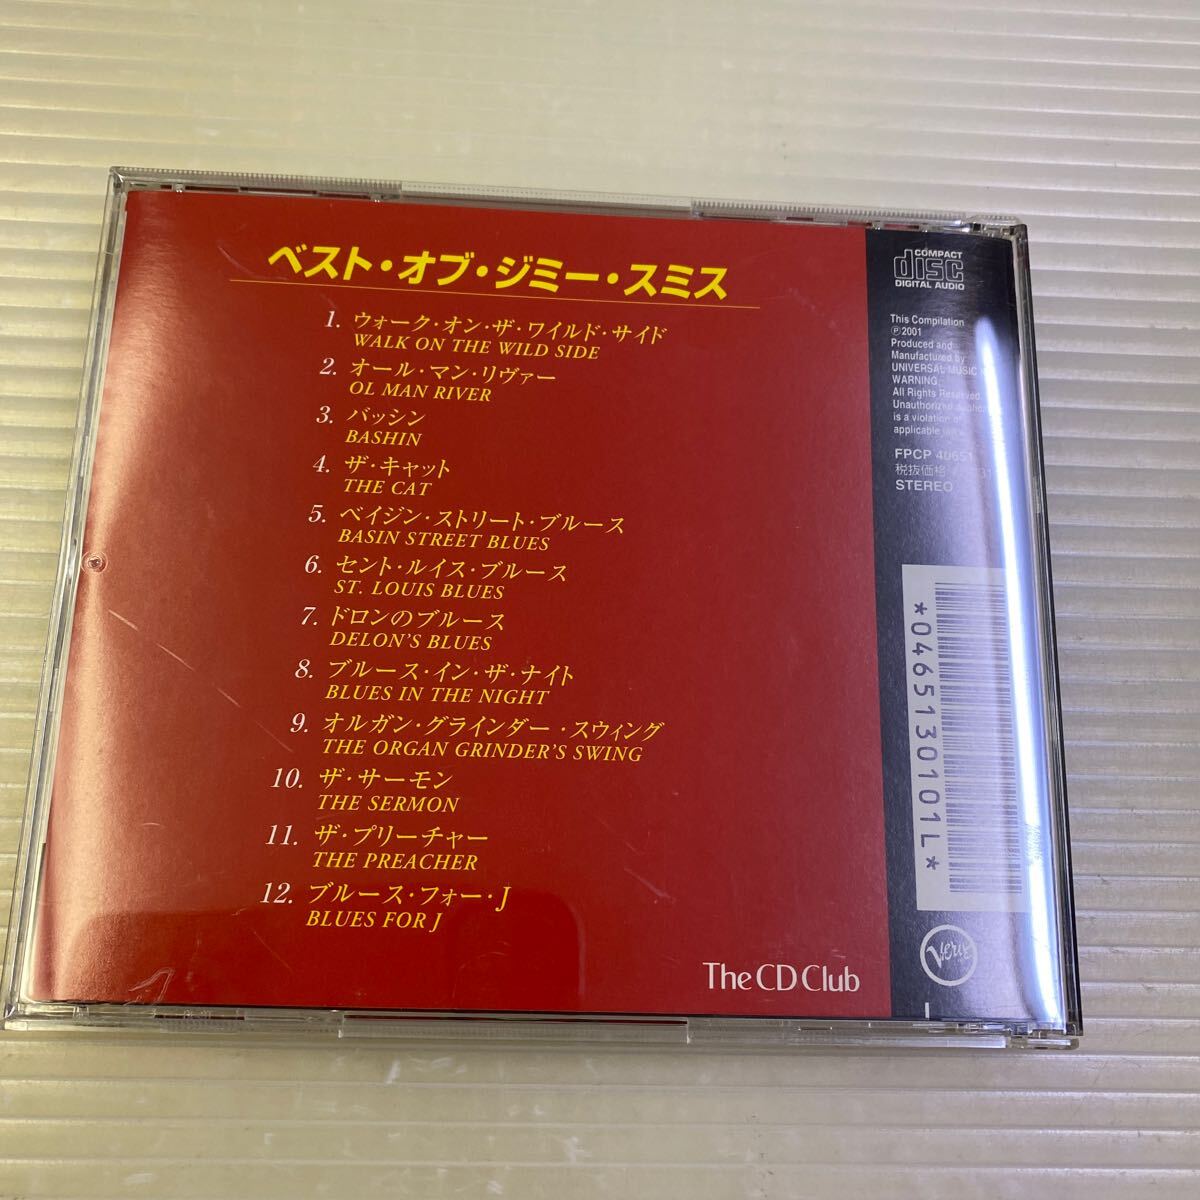 ベスト・オブ・ジミー・スミス
1. ウォーク・オン・ザ・ワイルド・サイド
WALK ON THE WILD SIDE
2. オール・マン・リヴァー
OL MAN RIVER
3. バッシン
BASHIN
4. ザ・キャット
THE CAT
5. ベイジン・ストリート・ブルース
BASIN STREET BLUES
6. セント・ルイス・ブルース
ST. LOUIS BLUES
7. ドロンのブルース
DELON'S BLUES
8. ブルース・イン・ザ・ナイト
BLUES IN THE NIGHT
9. オルガン・グラインダー・スウィング
THE ORGAN GRINDER'S SWING
10. ザ・サーモン
THE SERMON
11. ザ・プリーチャー
THE PREACHER
12. ブルース・フォー・J
BLUES FOR J
The CD Club
COMPACT
disc
DIGITAL AUDIO
This Compilation
℗2001
Produced and
Manufactured by
UNIVERSAL MUSIC
WARNING.
All Rights Reserved.
Unauthorized
is a violation of
applicable
FPCP 40651
税抜価格
STEREO
*0465130101L*
Verve